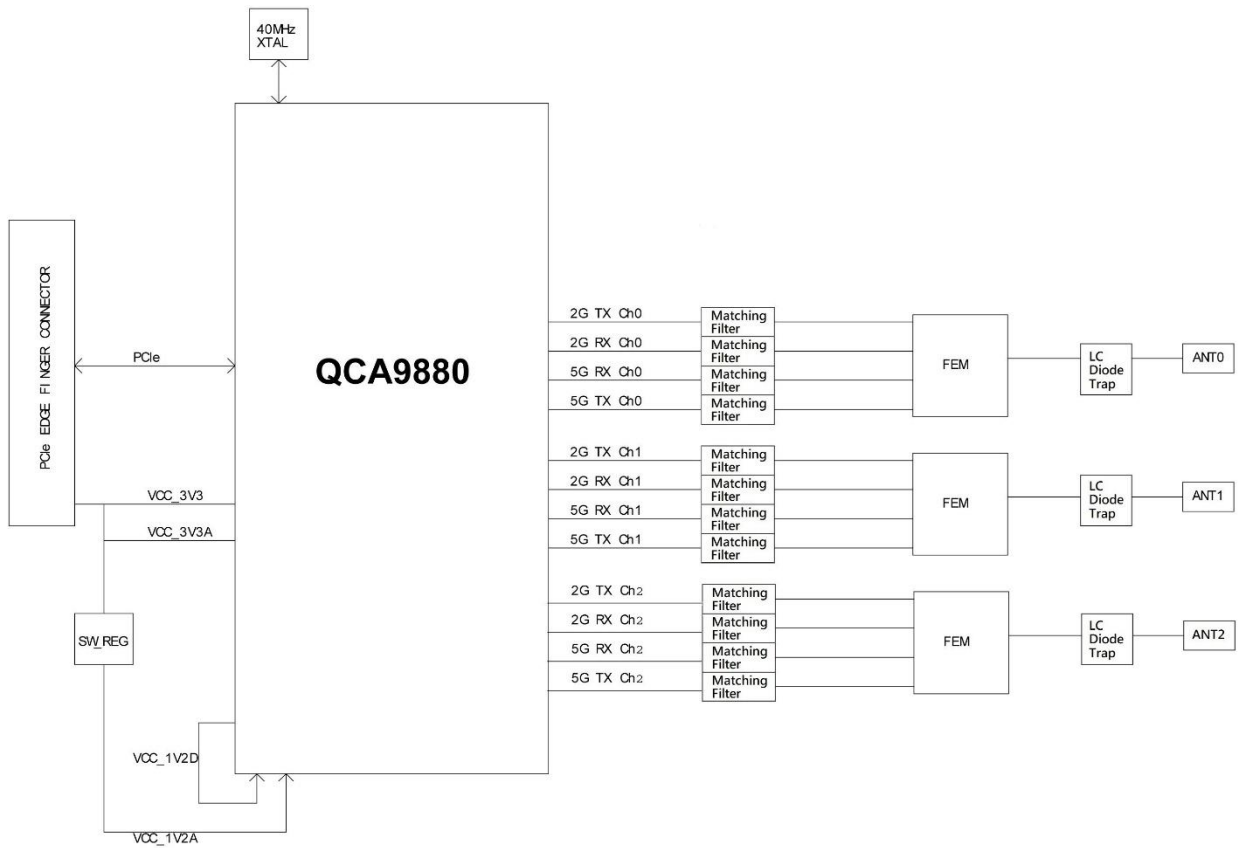 40MHz
XTAL
PCIe EDGE FINGER CONNECTOR
PCIe
QCA9880
VCC_3V3
VCC_3V3A
SW_REG
VCC_1V2D
VCC_1V2A
2G TX Ch0
2G RX Ch0
5G RX Ch0
5G TX Ch0
Matching
Filter
Matching
Filter
Matching
Filter
Matching
Filter
FEM
LC
Diode
Trap
ANT0
2G TX Ch1
2G RX Ch1
5G RX Ch1
5G TX Ch1
Matching
Filter
Matching
Filter
Matching
Filter
Matching
Filter
FEM
LC
Diode
Trap
ANT1
2G TX Ch2
2G RX Ch2
5G RX Ch2
5G TX Ch2
Matching
Filter
Matching
Filter
Matching
Filter
Matching
Filter
FEM
LC
Diode
Trap
ANT2